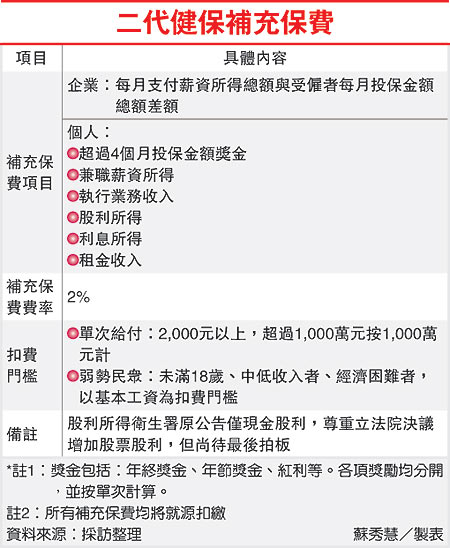 二代健保補充保費
項目
具體內容
補充保
費項目
企業：每月支付薪資所得總額與受僱者每月投保金額
總額差額
個人：
超過4個月投保金額獎金
兼職薪資所得
執行業務收入
股利所得
利息所得
租金收入
補充保
費費率
2%
扣費
門檻
單次給付：2,000元以上，超過1,000萬元按1,000萬
元計
弱勢民眾：未滿18歲、中低收入者、經濟困難者，
以基本工資為扣費門檻
備註
股利所得衛生署原公告僅現金股利，尊重立法院決議
增加股票股利，但尚待最後拍板
*註1：獎金包括：年終獎金、年節獎金、紅利等。各項獎勵均分開
，並按單次計算。
註2：所有補充保費均將就源扣繳
資料來源：採訪整理
蘇秀慧／製表